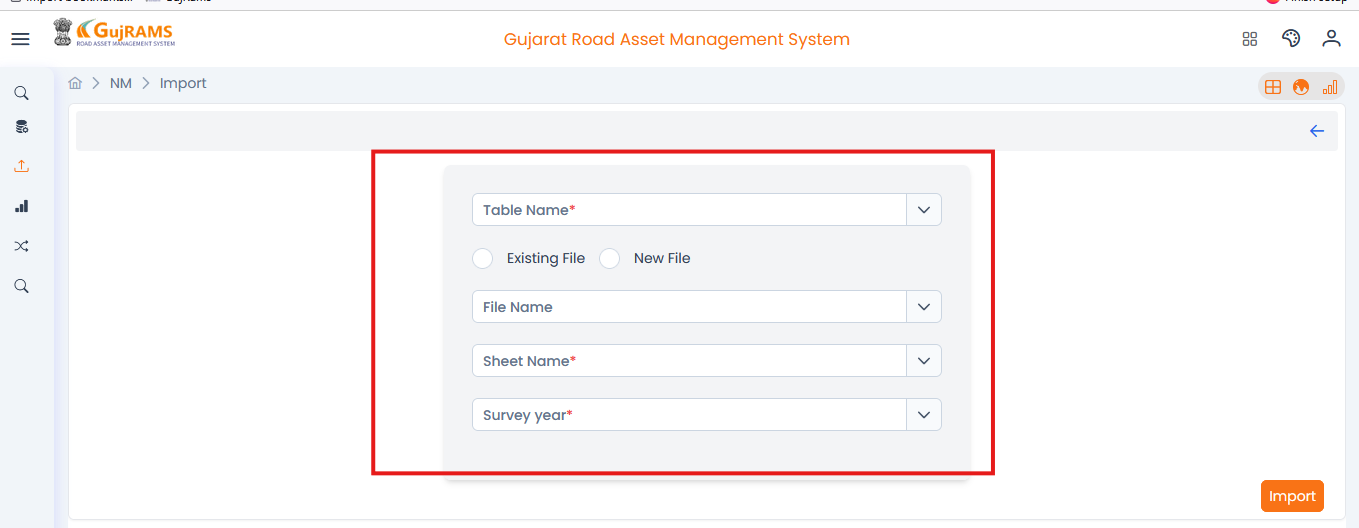 GujRAMS
ROAD ASSET MANAGEMENT SYSTEM
Gujarat Road Asset Management System
NM
Import
Table Name*
Existing File
New File
File Name
Sheet Name*
Survey year*
Import